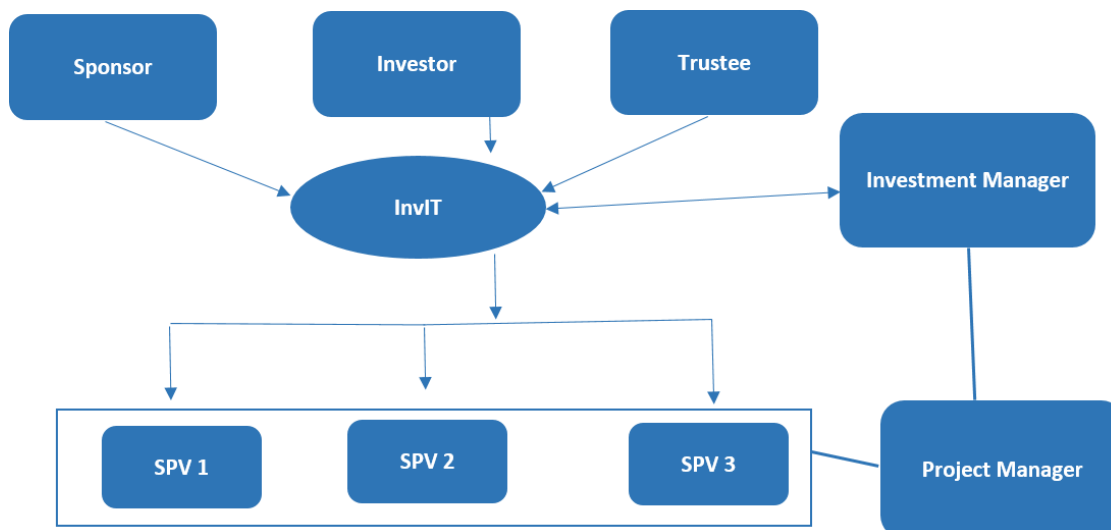 Sponsor
Investor
Trustee
Investment Manager
InvIT
SPV 1
SPV 2
SPV 3
Project Manager